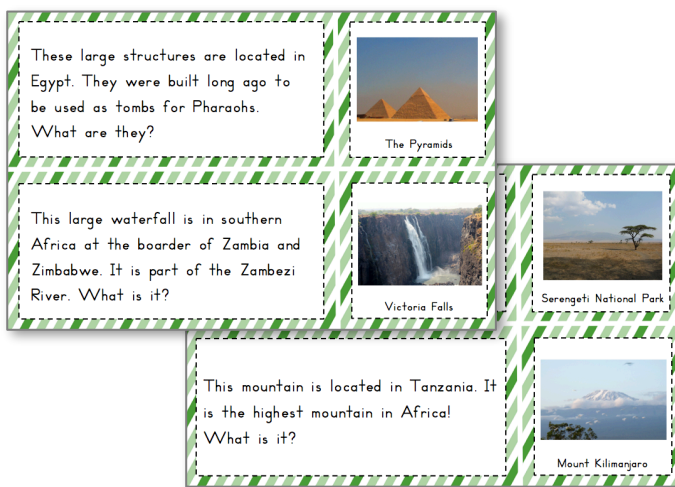 These large structures are located in
Egypt. They were built long ago to
be used as tombs for Pharaohs.
What are they?
The Pyramids
This large waterfall is in southern
Africa at the boarder of Zambia and
Zimbabwe. It is part of the Zambezi
River. What is it?
Victoria Falls
Serengeti National Park
This mountain is located in Tanzania. It
is the highest mountain in Africa!
What is it?
Mount Kilimanjaro